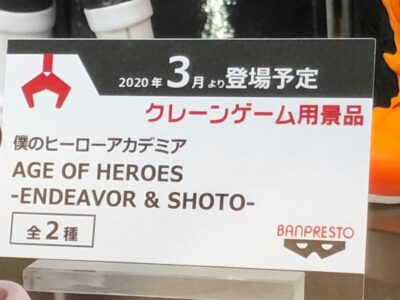 2020年3月より登場予定
クレーンゲーム用景品
僕のヒーローアカデミア
AGE OF HEROES
-ENDEAVOR & SHOTO-
全2種
BANPRESTO